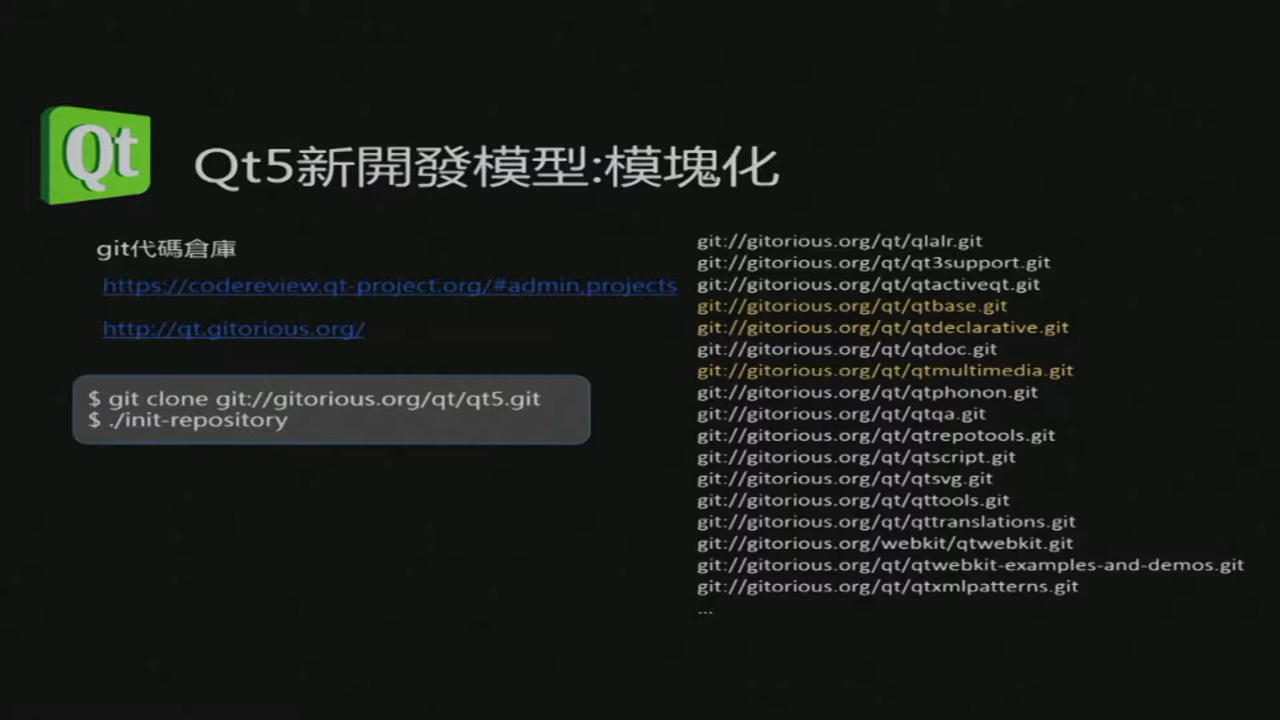 Qt
Qt5新開發模型:模塊化
git代碼倉庫
https://codereview.qt-project.org/#admin,projects
http://qt.gitorious.org/
$ git clone git://gitorious.org/qt/qt5.git
$ ./init-repository
git://gitorious.org/qt/qlalr.git
git://gitorious.org/qt/qt3support.git
git://gitorious.org/qt/qtactiveqt.git
git://gitorious.org/qt/qtbase.git
git://gitorious.org/qt/qtdeclarative.git
git://gitorious.org/qt/qtdoc.git
git://gitorious.org/qt/qtmultimedia.git
git://gitorious.org/qt/qtphonon.git
git://gitorious.org/qt/qtqa.git
git://gitorious.org/qt/qtrepotools.git
git://gitorious.org/qt/qtscript.git
git://gitorious.org/qt/qtsvg.git
git://gitorious.org/qt/qttools.git
git://gitorious.org/qt/qttranslations.git
git://gitorious.org/webkit/qtwebkit.git
git://gitorious.org/qt/qtwebkit-examples-and-demos.git
git://gitorious.org/qt/qtxmlpatterns.git
...